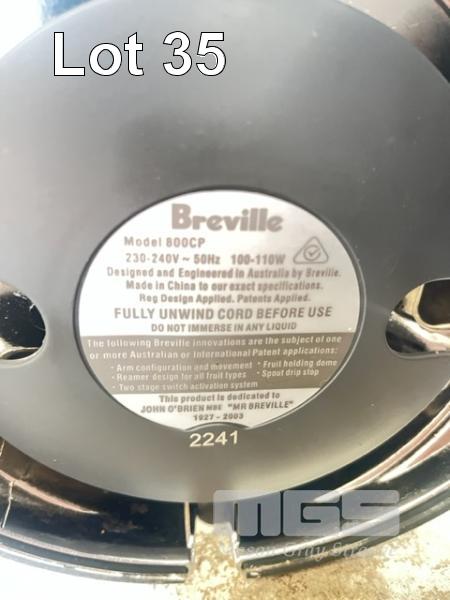 Lot 35
Breville
Model 800CP
230-240V ~ 50Hz 100-110W
Designed and Engineered in Australia by Breville.
Made in China to our exact specifications.
Reg Design Applied. Patents Applied.
FULLY UNWIND CORD BEFORE USE
DO NOT IMMERSE IN ANY LIQUID
The following Breville innovations are the subject of one
or more Australian or International Patent applications:
· Arm configuration and movement · Fruit holding dome
· Reamer design for all fruit types · Spout drip stop
· Two stage switch activation system
This product is dedicated to
JOHN O'BRIEN MBE "MR BREVILLE"
1927 - 2003
2241
MGS
Mason Gray Strange